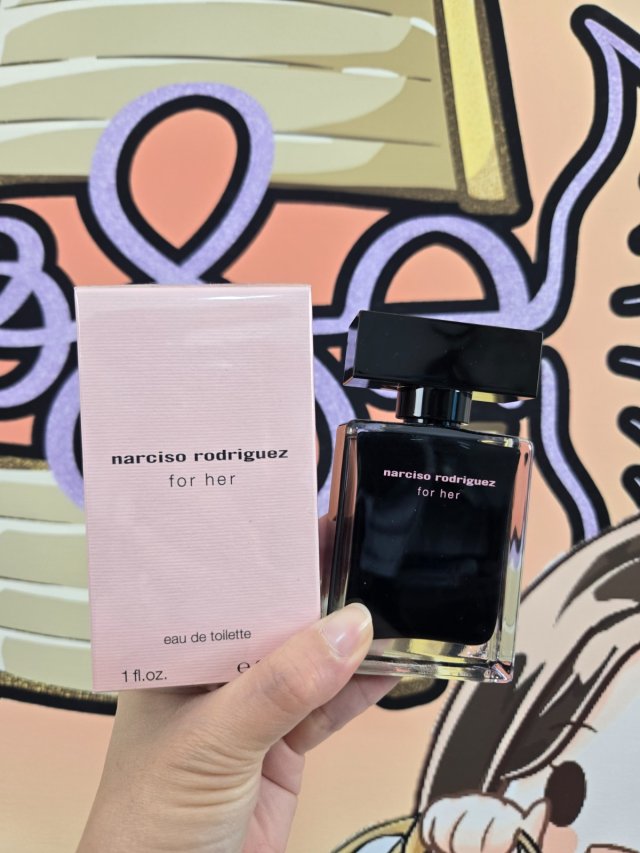 narciso rodriguez
for her
eau de toilette
1 fl.oz.
℮
narciso rodriguez
for her